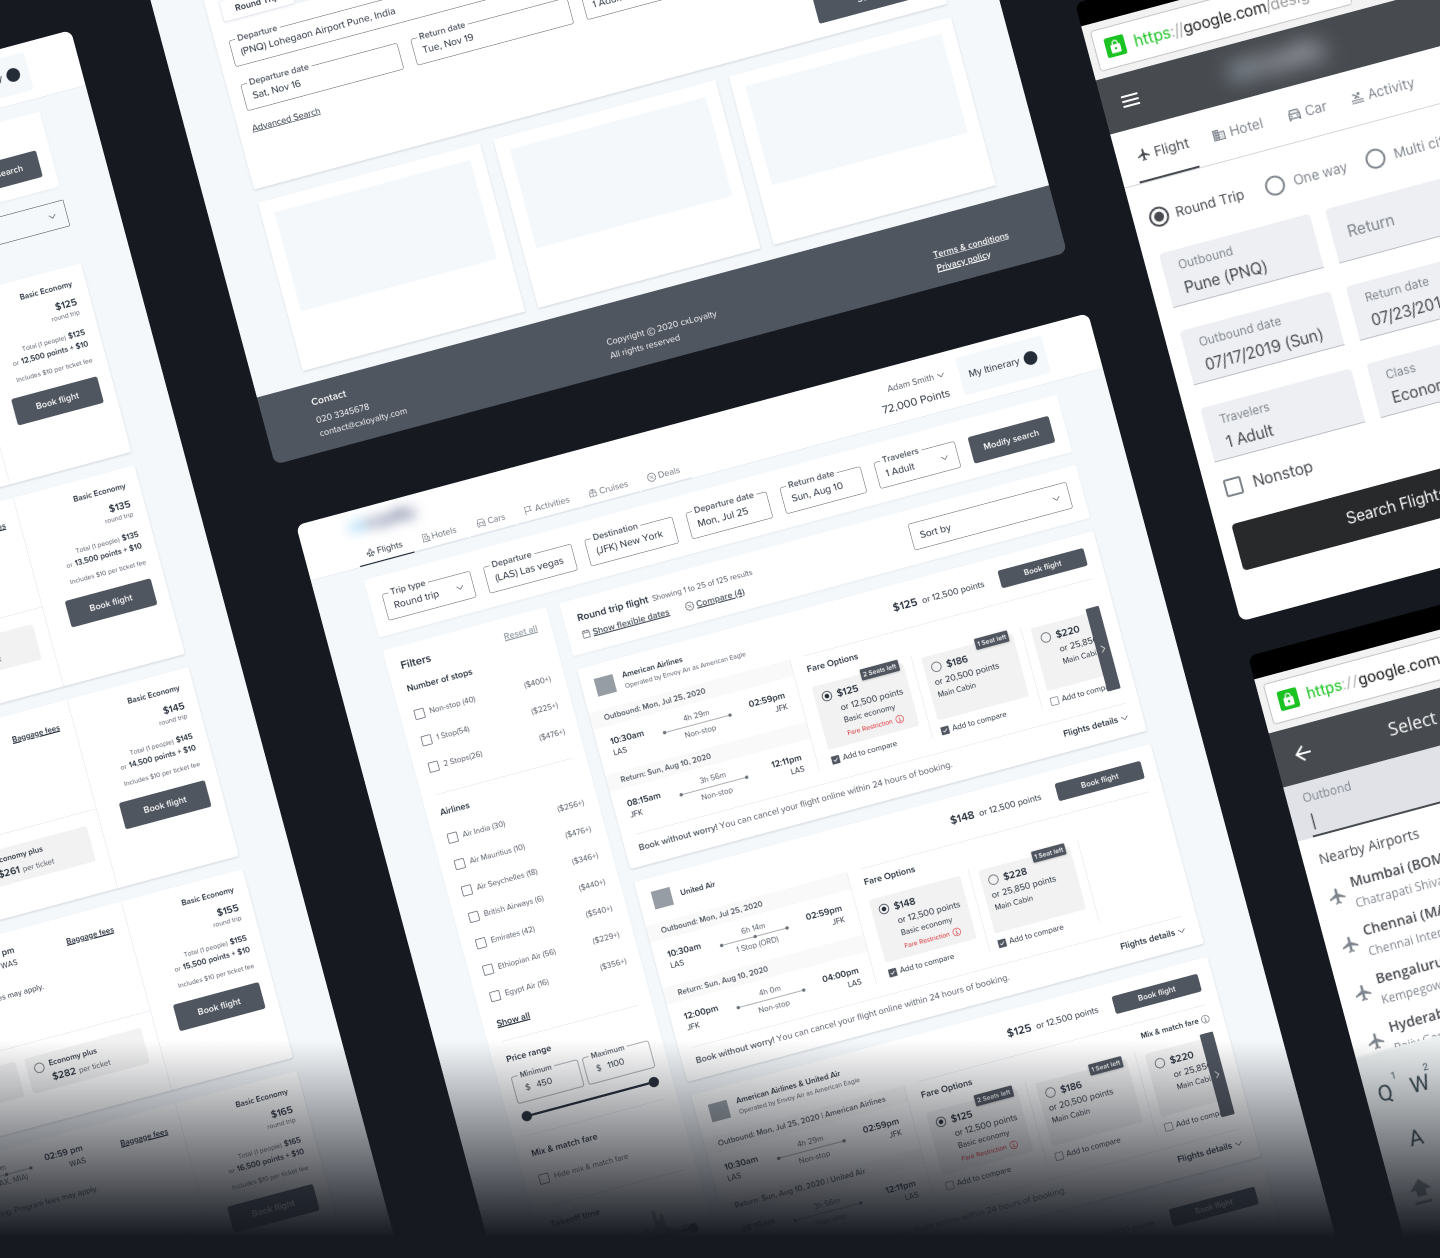 earch
Basic Economy
$125
round trip
Total (1 people) $125
or 12,500 points + $10
Includes $10 per ticket fee
Book flight
Basic Economy
$135
round trip
Total (1 people) $135
or 13,500 points + $10
Includes $10 per ticket fee
Book flight
Basic Economy
$145
round trip
Baggage fees
Total (1 people) $145
or 14,500 points + $10
Includes $10 per ticket fee
Book flight
conomy plus
$261 per ticket
Basic Economy
$155
round trip
pm
WAS
Baggage fees
Total (1 people) $155
or 15,500 points + $10
Includes $10 per ticket fee
Book flight
es may apply.
Economy plus
$282 per ticket
Basic Economy
$165
round trip
02:59 pm
WAS
Baggage fees
Total (1 people) $165
or 16,500 points + $10
Includes $10 per ticket fee
Book flight
Program fees may apply.
Round Trip
Departure
(PNQ) Lohegaon Airport Pune, India
Departure date
Sat, Nov 16
Return date
Tue, Nov 19
Advanced Search
Contact
020 3345678
contact@cxloyalty.com
Copyright © 2020 cxLoyalty
All rights reserved
Terms & conditions
Privacy policy
Adam Smith
72,000 Points
My Itinerary
Flights
Hotels
Cars
Activities
Cruises
Deals
Trip type
Round trip
Departure
(LAS) Las vegas
Destination
(JFK) New York
Departure date
Mon, Jul 25
Return date
Sun, Aug 10
Travelers
1 Adult
Modify search
Filters
Reset all
Number of stops
Non-stop (40)
($400+)
1 Stop(54)
($225+)
2 Stops(26)
($476+)
Airlines
Air India (30)
($256+)
Air Mauritius (10)
($476+)
Air Seychelles (18)
($346+)
British Airways (6)
($440+)
Emirates (42)
($540+)
Ethiopian Air (56)
($229+)
Egypt Air (16)
($356+)
Show all
Price range
Minimum
$ 450
Maximum
$ 1100
Mix & match fare
Hide mix & match fare
Takeoff time
Round trip flight Showing 1 to 25 of 125 results
Show flexible dates
Compare (4)
Sort by
American Airlines
Operated by Envoy Air as American Eagle
$125 or 12,500 points
Book flight
Outbound: Mon, Jul 25, 2020
10:30am
LAS
4h 29m
Non-stop
02:59pm
JFK
Return: Sun, Aug 10, 2020
08:15am
JFK
3h 56m
Non-stop
12:11pm
LAS
Fare Options
2 Seats left
$125
or 12,500 points
Basic economy
Fare Restriction
Add to compare
1 Seat left
$186
or 20,500 points
Main Cabin
Add to compare
$220
or 25,85
Main Cabi
Add to comp
Flights details
Book without worry! You can cancel your flight online within 24 hours of booking.
United Air
$148 or 12,500 points
Book flight
Outbound: Mon, Jul 25, 2020
10:30am
LAS
6h 14m
1 Stop (ORD)
02:59pm
JFK
Return: Sun, Aug 10, 2020
12:00pm
JFK
4h 0m
Non-stop
04:00pm
LAS
Fare Options
$148
or 12,500 points
Basic economy
Fare Restriction
Add to compare
1 Seat left
$228
or 25,850 points
Main Cabin
Add to compare
Flights details
Book without worry! You can cancel your flight online within 24 hours of booking.
American Airlines & United Air
Operated by Envoy Air as American Eagle
$125 or 12,500 points
Book flight
Mix & match fare
Outbound: Mon, Jul 25, 2020 | American Airlines
10:30am
LAS
4h 29m
Non-stop
02:59pm
JFK
Return: Sun, Aug 10, 2020 | United Air
3h 56m
12:11pm
LAS
Fare Options
2 Seats left
$125
or 12,500 points
Basic economy
Fare Restriction
Add to compare
1 Seat left
$186
or 20,500 points
Main Cabin
Add to compare
$220
or 25,85
Main Cab
Add to comp
Flights details
Book flight
https://google.com/desig
Flight
Hotel
Car
Activity
Round Trip
One way
Multi cit
Outbound
Pune (PNQ)
Return
Outbound date
07/17/2019 (Sun)
Return date
07/23/201
Travelers
1 Adult
Class
Econor
Nonstop
Search Flights
https://google.com
Select
Outbond
Nearby Airports
Mumbai (BOM
Chatrapati Shiva
Chennai (MA
Chennai Inter
Bengaluru
Kempegow
Hyderab
Q 1
W 2
A